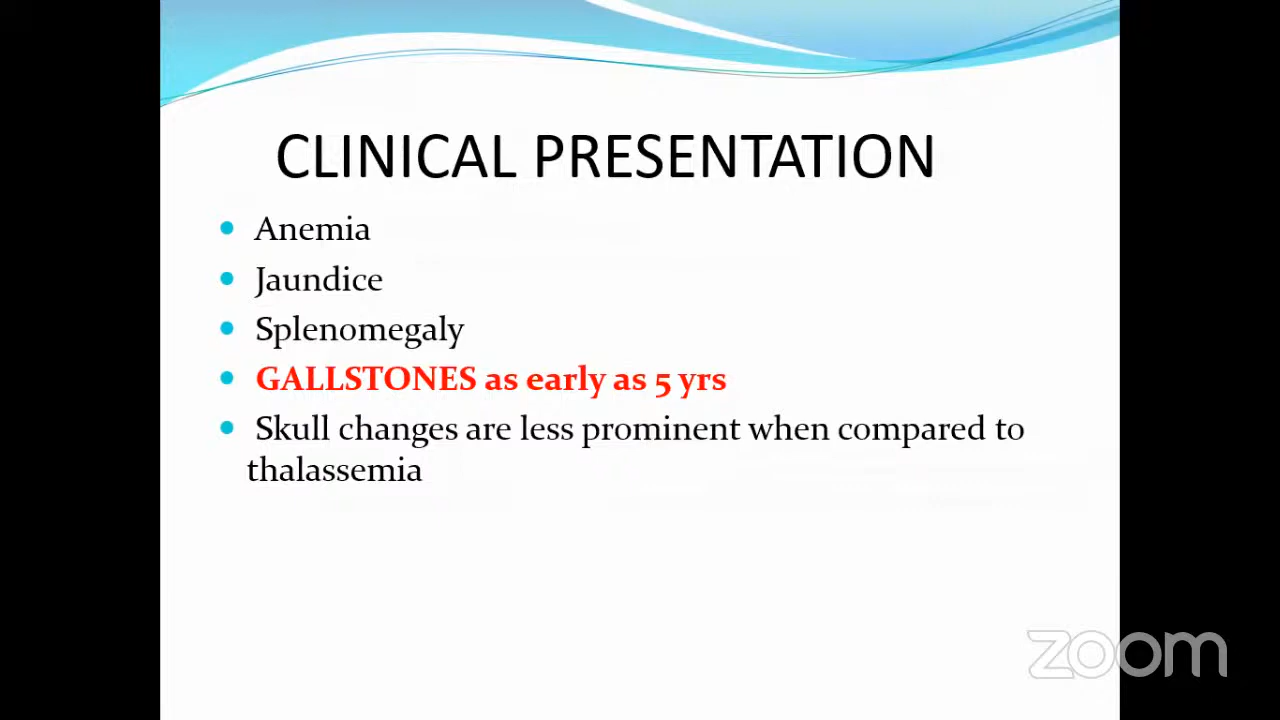 CLINICAL PRESENTATION
Anemia
Jaundice
Splenomegaly
GALLSTONES as early as 5 yrs
Skull changes are less prominent when compared to
thalassemia
zoom